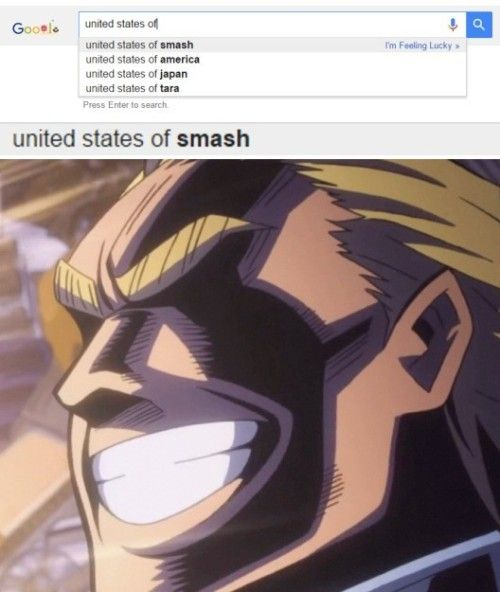 Google
united states of
united states of smash
I'm Feeling Lucky »
united states of america
united states of japan
united states of tara
Press Enter to search.
united states of smash